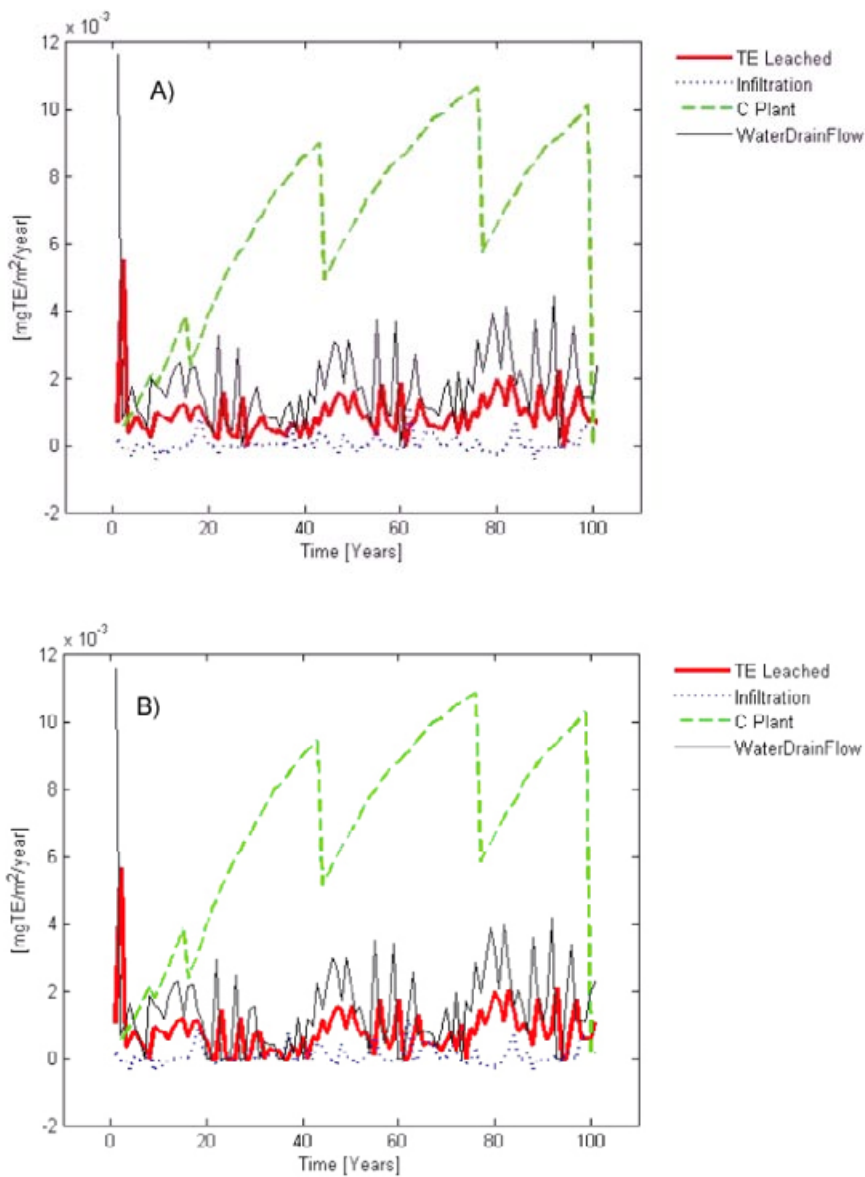 x 10⁻³
12
10
8
6
4
2
0
-2
A)
[mgTE/m²/year]
0
20
40
60
80
100
Time [Years]
TE Leached
Infiltration
C Plant
WaterDrainFlow
x 10⁻³
12
10
8
6
4
2
0
-2
B)
[mgTE/m²/year]
0
20
40
60
80
100
Time [Years]
TE Leached
Infiltration
C Plant
WaterDrainFlow